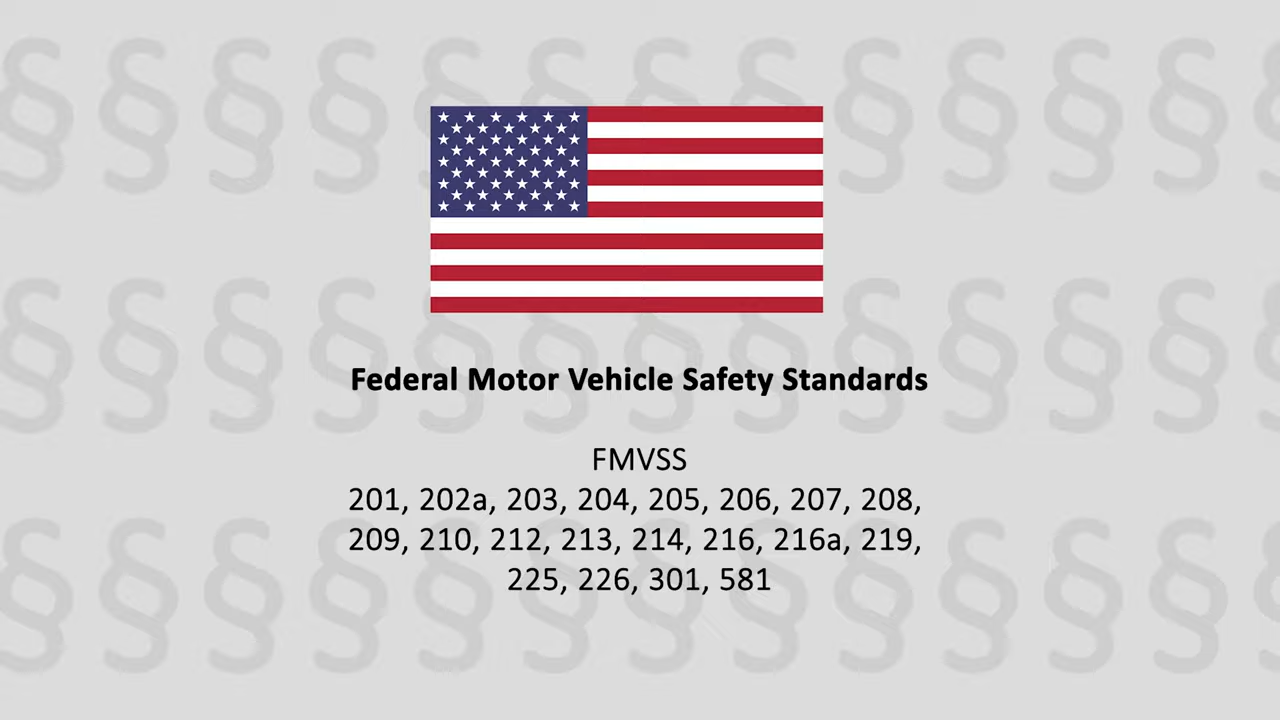 Federal Motor Vehicle Safety Standards
FMVSS
201, 202a, 203, 204, 205, 206, 207, 208,
209, 210, 212, 213, 214, 216, 216a, 219,
225, 226, 301, 581